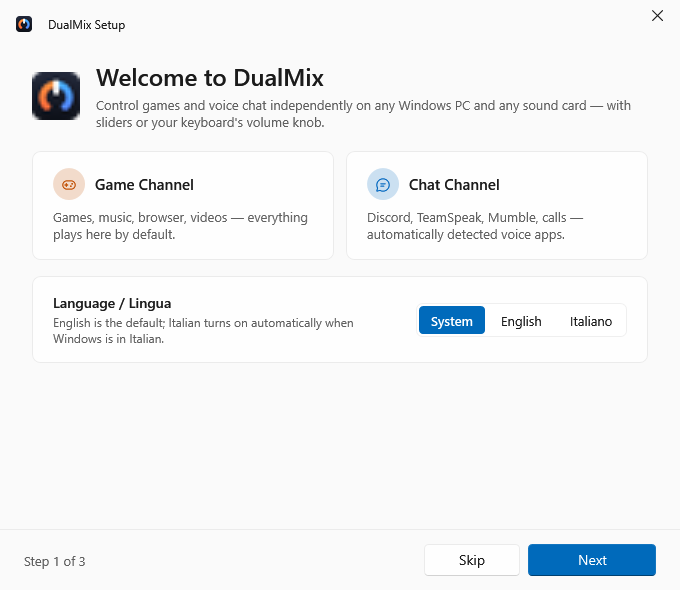 DualMix Setup
Welcome to DualMix
Control games and voice chat independently on any Windows PC and any sound card — with
sliders or your keyboard's volume knob.
Game Channel
Games, music, browser, videos — everything
plays here by default.
Chat Channel
Discord, TeamSpeak, Mumble, calls —
automatically detected voice apps.
Language / Lingua
English is the default; Italian turns on automatically when
Windows is in Italian.
System English Italiano
Step 1 of 3
Skip Next